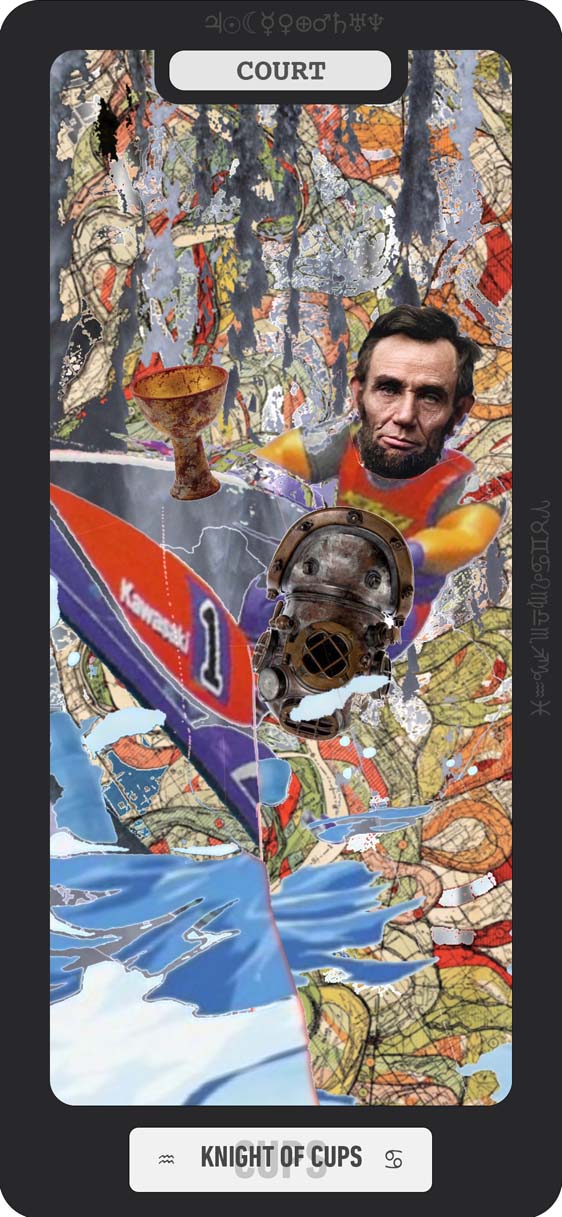 ♃☉☾☿♀⊕♂♄♅♆
COURT
Kawasaki
1
♈♉♊♋♌♍♎♏♐♑♒♓
♒ KNIGHT OF CUPS ♋
CUPS